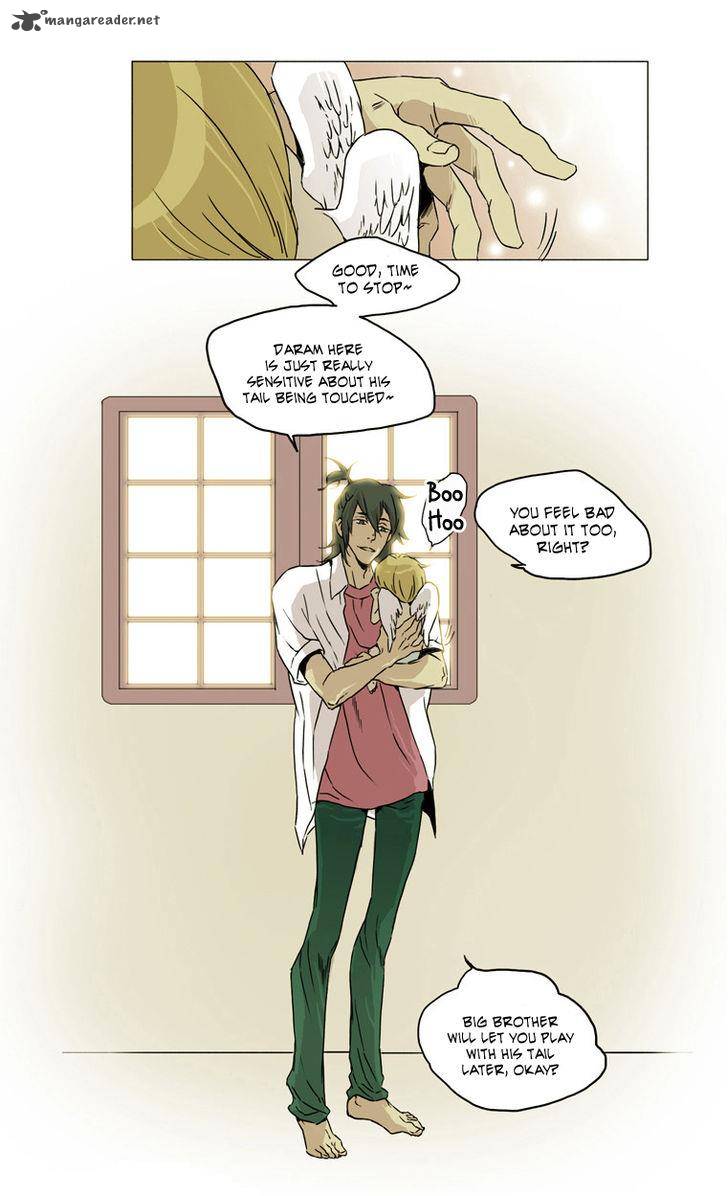 mangareader.net
GOOD, TIME
TO STOP~
DARAM HERE
IS JUST REALLY
SENSITIVE ABOUT HIS
TAIL BEING TOUCHED~
BOO
HOO
YOU FEEL BAD
ABOUT IT TOO,
RIGHT?
BIG BROTHER
WILL LET YOU PLAY
WITH HIS TAIL
LATER, OKAY?